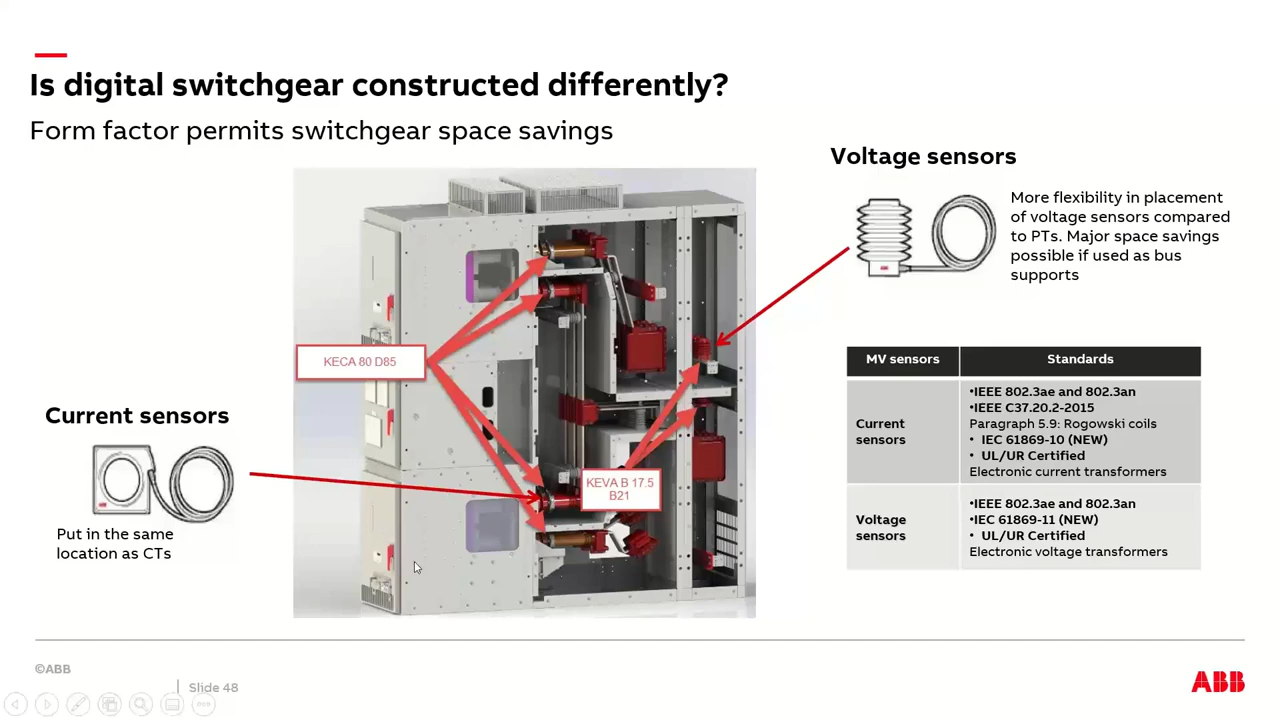 Is digital switchgear constructed differently?
Form factor permits switchgear space savings
Voltage sensors
More flexibility in placement
of voltage sensors compared
to PTs. Major space savings
possible if used as bus
supports
KECA 80 D85
Current sensors
Put in the same
location as CTs
KEVA B 17.5
B21
MV sensors Standards
Current
sensors
•IEEE 802.3ae and 802.3an
•IEEE C37.20.2-2015
Paragraph 5.9: Rogowski coils
• IEC 61869-10 (NEW)
• UL/UR Certified
Electronic current transformers
Voltage
sensors
•IEEE 802.3ae and 802.3an
•IEC 61869-11 (NEW)
• UL/UR Certified
Electronic voltage transformers
©ABB
Slide 48
ABB